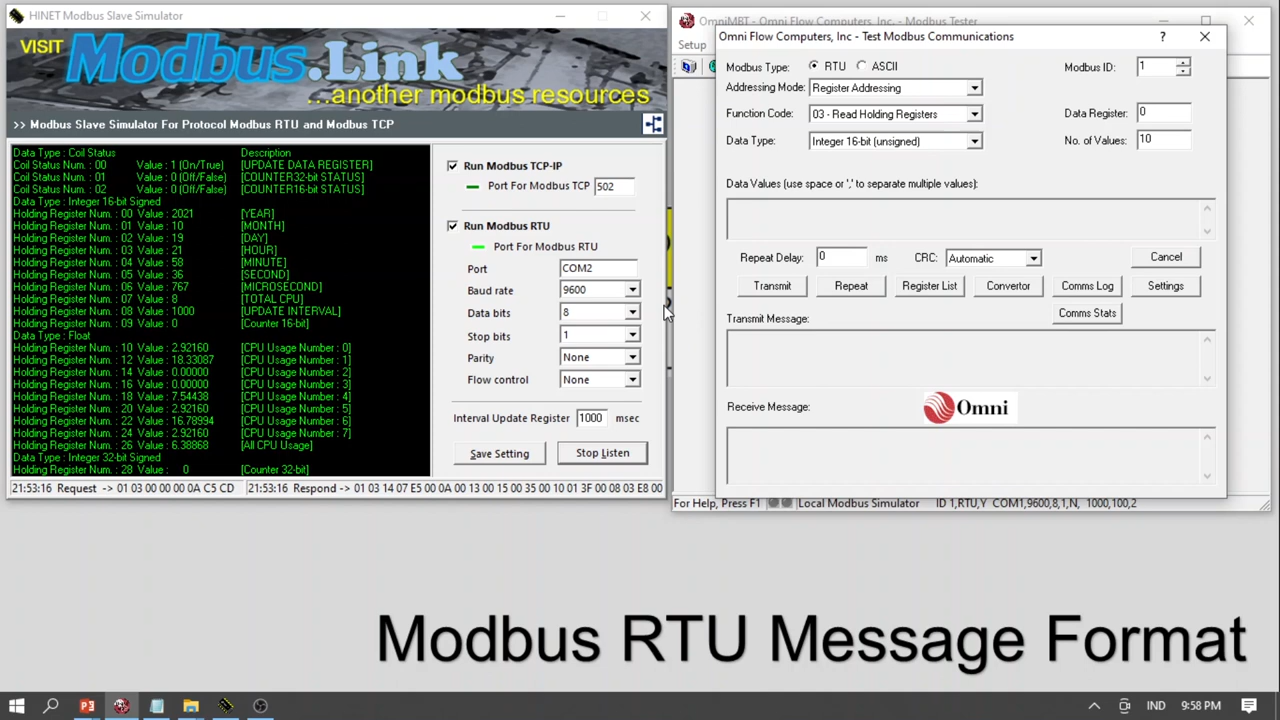 HINET Modbus Slave Simulator
VISIT Modbus.Link
...another modbus resources
>> Modbus Slave Simulator For Protocol Modbus RTU and Modbus TCP
Data Type : Coil Status Description
Coil Status Num. : 00 Value : 1 (On/True) [UPDATE DATA REGISTER]
Coil Status Num. : 01 Value : 0 (Off/False) [COUNTER32-bit STATUS]
Coil Status Num. : 02 Value : 0 (Off/False) [COUNTER16-bit STATUS]
Data Type : Integer 16-bit Signed
Holding Register Num. : 00 Value : 2021 [YEAR]
Holding Register Num. : 01 Value : 10 [MONTH]
Holding Register Num. : 02 Value : 19 [DAY]
Holding Register Num. : 03 Value : 21 [HOUR]
Holding Register Num. : 04 Value : 58 [MINUTE]
Holding Register Num. : 05 Value : 36 [SECOND]
Holding Register Num. : 06 Value : 767 [MICROSECOND]
Holding Register Num. : 07 Value : 8 [TOTAL CPU]
Holding Register Num. : 08 Value : 1000 [UPDATE INTERVAL]
Holding Register Num. : 09 Value : 0 [Counter 16-bit]
Data Type : Float
Holding Register Num. : 10 Value : 2.92160 [CPU Usage Number : 0]
Holding Register Num. : 12 Value : 18.33087 [CPU Usage Number : 1]
Holding Register Num. : 14 Value : 0.00000 [CPU Usage Number : 2]
Holding Register Num. : 16 Value : 0.00000 [CPU Usage Number : 3]
Holding Register Num. : 18 Value : 7.54438 [CPU Usage Number : 4]
Holding Register Num. : 20 Value : 2.92160 [CPU Usage Number : 5]
Holding Register Num. : 22 Value : 16.78994 [CPU Usage Number : 6]
Holding Register Num. : 24 Value : 2.92160 [CPU Usage Number : 7]
Holding Register Num. : 26 Value : 6.38868 [All CPU Usage]
Data Type : Integer 32-bit Signed
Holding Register Num. : 28 Value : 0 [Counter 32-bit]
Run Modbus TCP-IP
Port For Modbus TCP 502
Run Modbus RTU
Port For Modbus RTU
Port COM2
Baud rate 9600
Data bits 8
Stop bits 1
Parity None
Flow control None
Interval Update Register 1000 msec
Save Setting Stop Listen
21:53:16 Request -> 01 03 00 00 00 0A C5 CD 21:53:16 Respond -> 01 03 14 07 E5 00 0A 00 13 00 15 00 35 00 10 01 3F 00 08 03 E8 00
OmniMBT - Omni Flow Computers, Inc. - Modbus Tester
Setup
Omni Flow Computers, Inc - Test Modbus Communications
Modbus Type: RTU ASCII Modbus ID: 1
Addressing Mode: Register Addressing
Function Code: 03 - Read Holding Registers Data Register: 0
Data Type: Integer 16-bit (unsigned) No. of Values: 10
Data Values (use space or ',' to separate multiple values):
Repeat Delay: 0 ms CRC: Automatic Cancel
Transmit Repeat Register List Convertor Comms Log Settings
Comms Stats
Transmit Message:
Receive Message:
Omni
For Help, Press F1 Local Modbus Simulator ID 1,RTU,Y COM1,9600,8,1,N, 1000,100,2
Modbus RTU Message Format
IND 9:58 PM